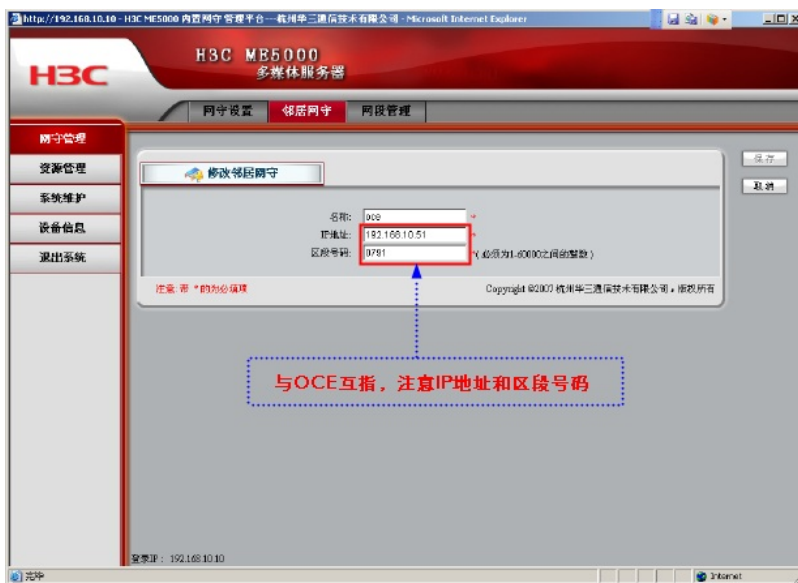 http://192.168.10.10 - H3C ME5000 内置网守管理平台---杭州华三通信技术有限公司 - Microsoft Internet Explorer
H3C
H3C ME5000
多媒体服务器
网守设置
邻居网守
网段管理
网守管理
资源管理
系统维护
设备信息
退出系统
保存
取消
修改邻居网守
名称: oce *
IP地址: 192.168.10.51 *
区段号码: 0791 *( 必须为1-60000之间的整数 )
注意:带 *的为必填项
Copyright ©2007 杭州华三通信技术有限公司。版权所有
与OCE互指，注意IP地址和区段号码
登录IP： 192.168.10.10
完毕
Internet